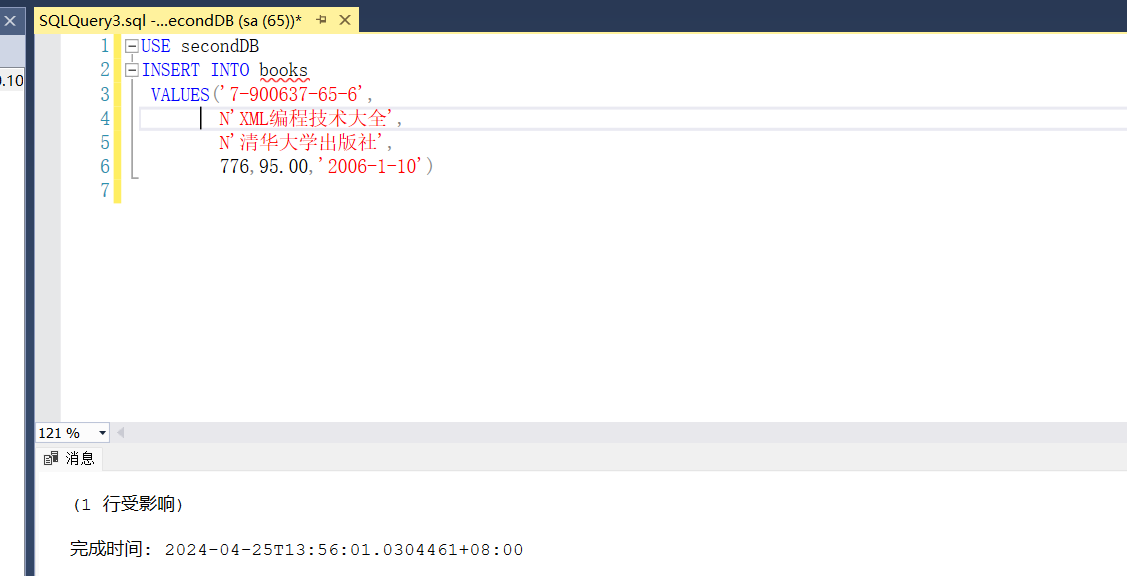 SQLQuery3.sql -...econdDB (sa (65))*
0.10
1 USE secondDB
2 INSERT INTO books
3 VALUES('7-900637-65-6',
4 N'XML编程技术大全',
5 N'清华大学出版社',
6 776,95.00,'2006-1-10')
7
121 %
消息
(1 行受影响)
完成时间: 2024-04-25T13:56:01.0304461+08:00